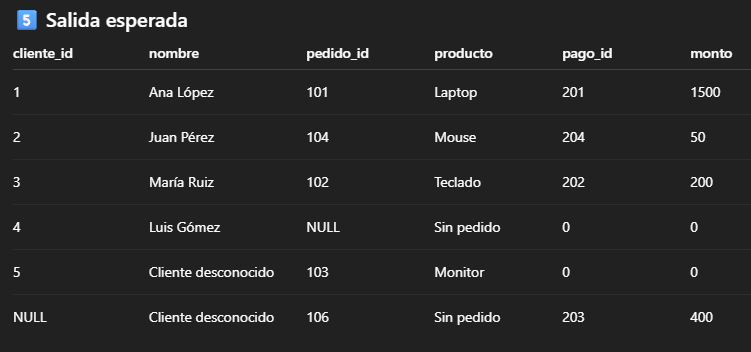 5 Salida esperada
cliente_id nombre pedido_id producto pago_id monto
1 Ana López 101 Laptop 201 1500
2 Juan Pérez 104 Mouse 204 50
3 María Ruiz 102 Teclado 202 200
4 Luis Gómez NULL Sin pedido 0 0
5 Cliente desconocido 103 Monitor 0 0
NULL Cliente desconocido 106 Sin pedido 203 400